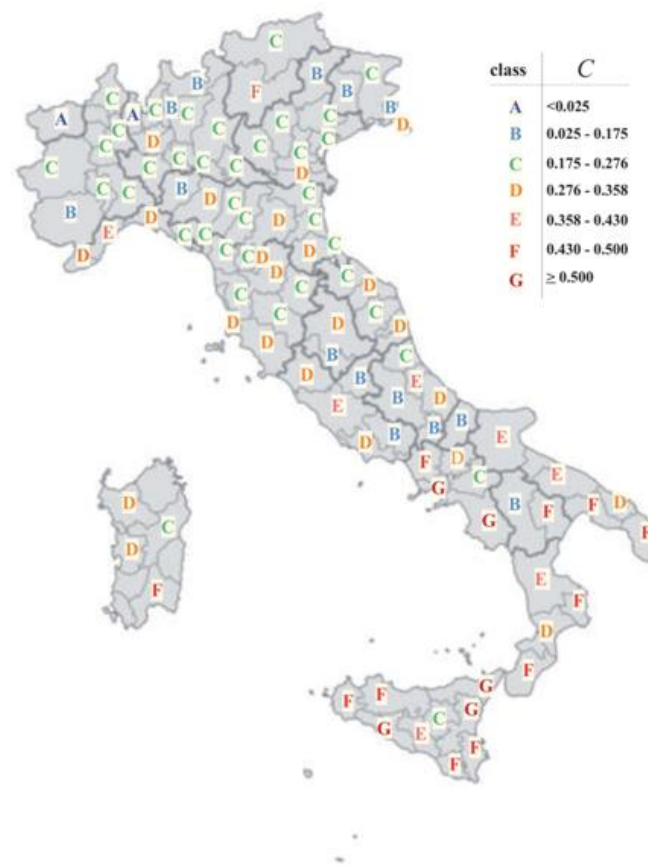 class C
A <0.025
B 0.025 - 0.175
C 0.175 - 0.276
D 0.276 - 0.358
E 0.358 - 0.430
F 0.430 - 0.500
G ≥ 0.500
C
B C
B
F B
C
C B B
A A C C
C C C D
C D C C
C C C C C C
D
C C B D C
B D C C D C
E C C
D C C D D C
D C
C C D
C C
D D D
D B C
D B E
E B D
B B
D B E
F D
G C E
D B F F D
C G F
D
E
F F
D
F
G
F F G
G E C
F
F